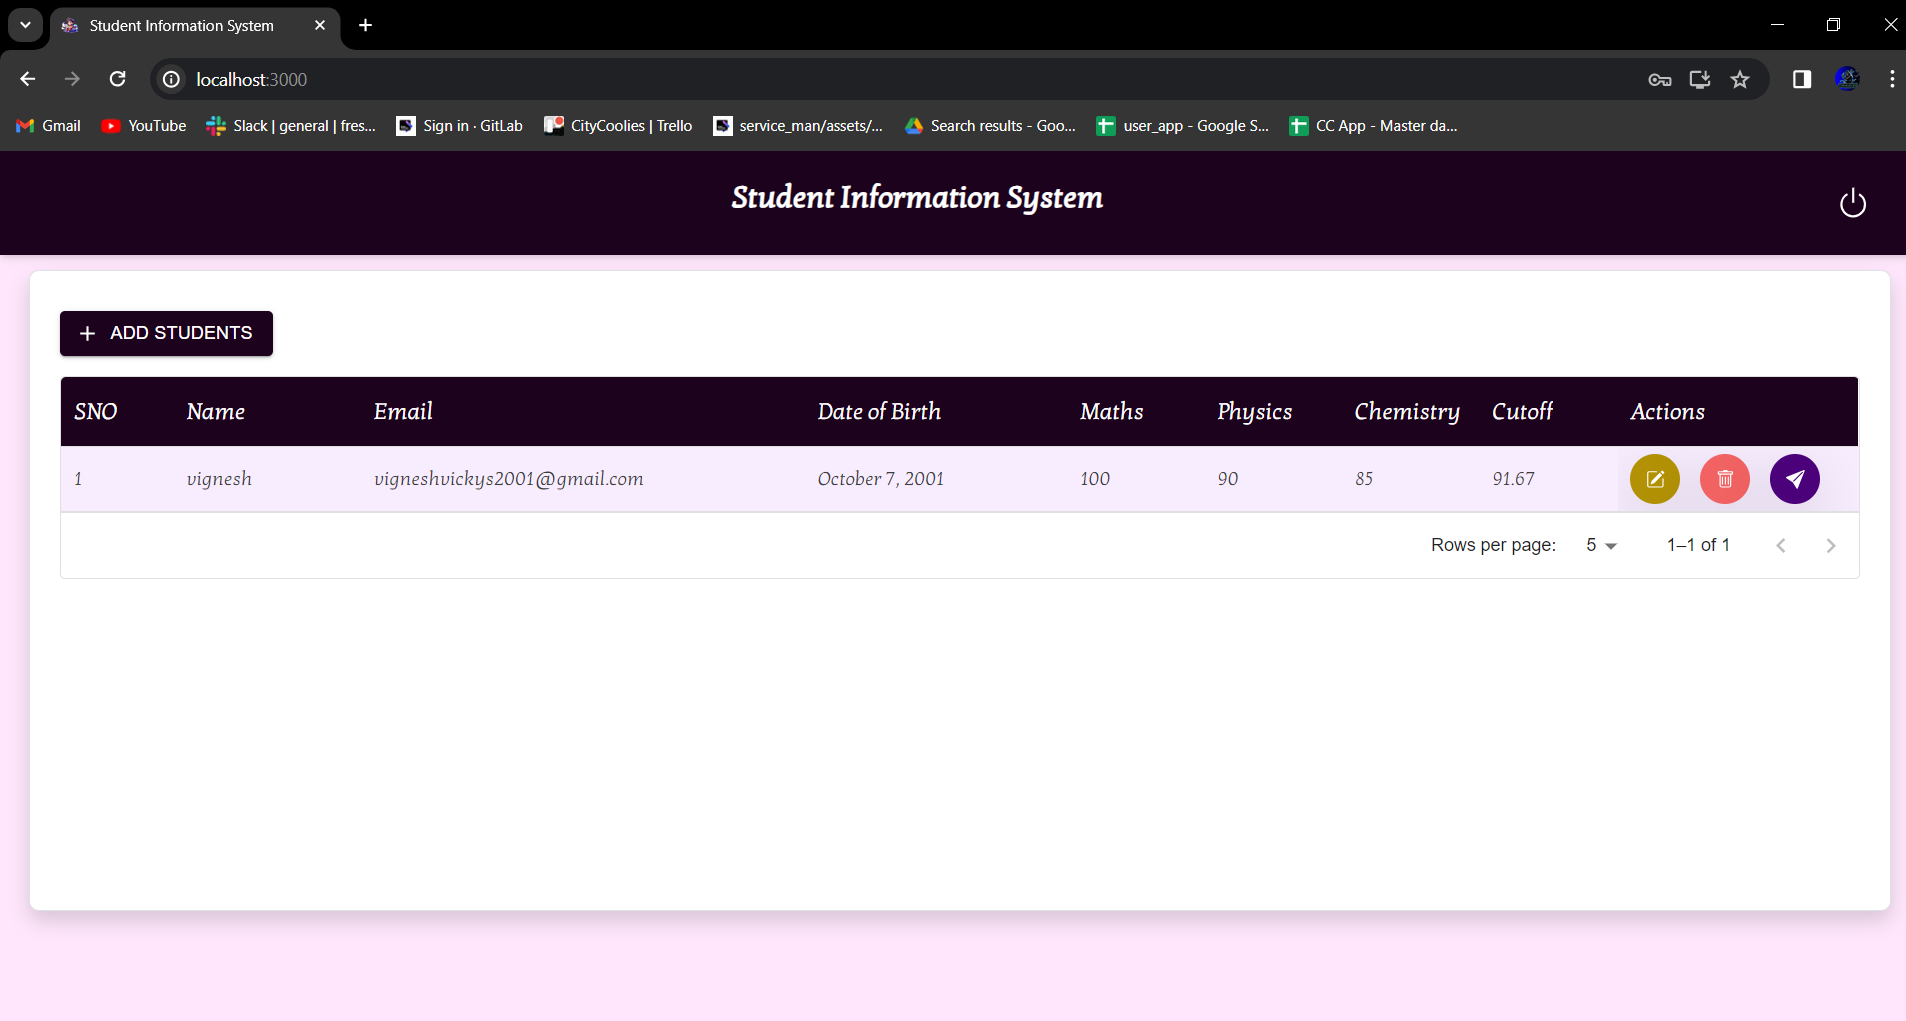 Student Information System
localhost:3000
Gmail YouTube Slack | general | fres... Sign in · GitLab CityCoolies | Trello service_man/assets/... Search results - Goo... user_app - Google S... CC App - Master da...
Student Information System
ADD STUDENTS
SNO Name Email Date of Birth Maths Physics Chemistry Cutoff Actions
1 vignesh vigneshvickys2001@gmail.com October 7, 2001 100 90 85 91.67
Rows per page: 5 1–1 of 1